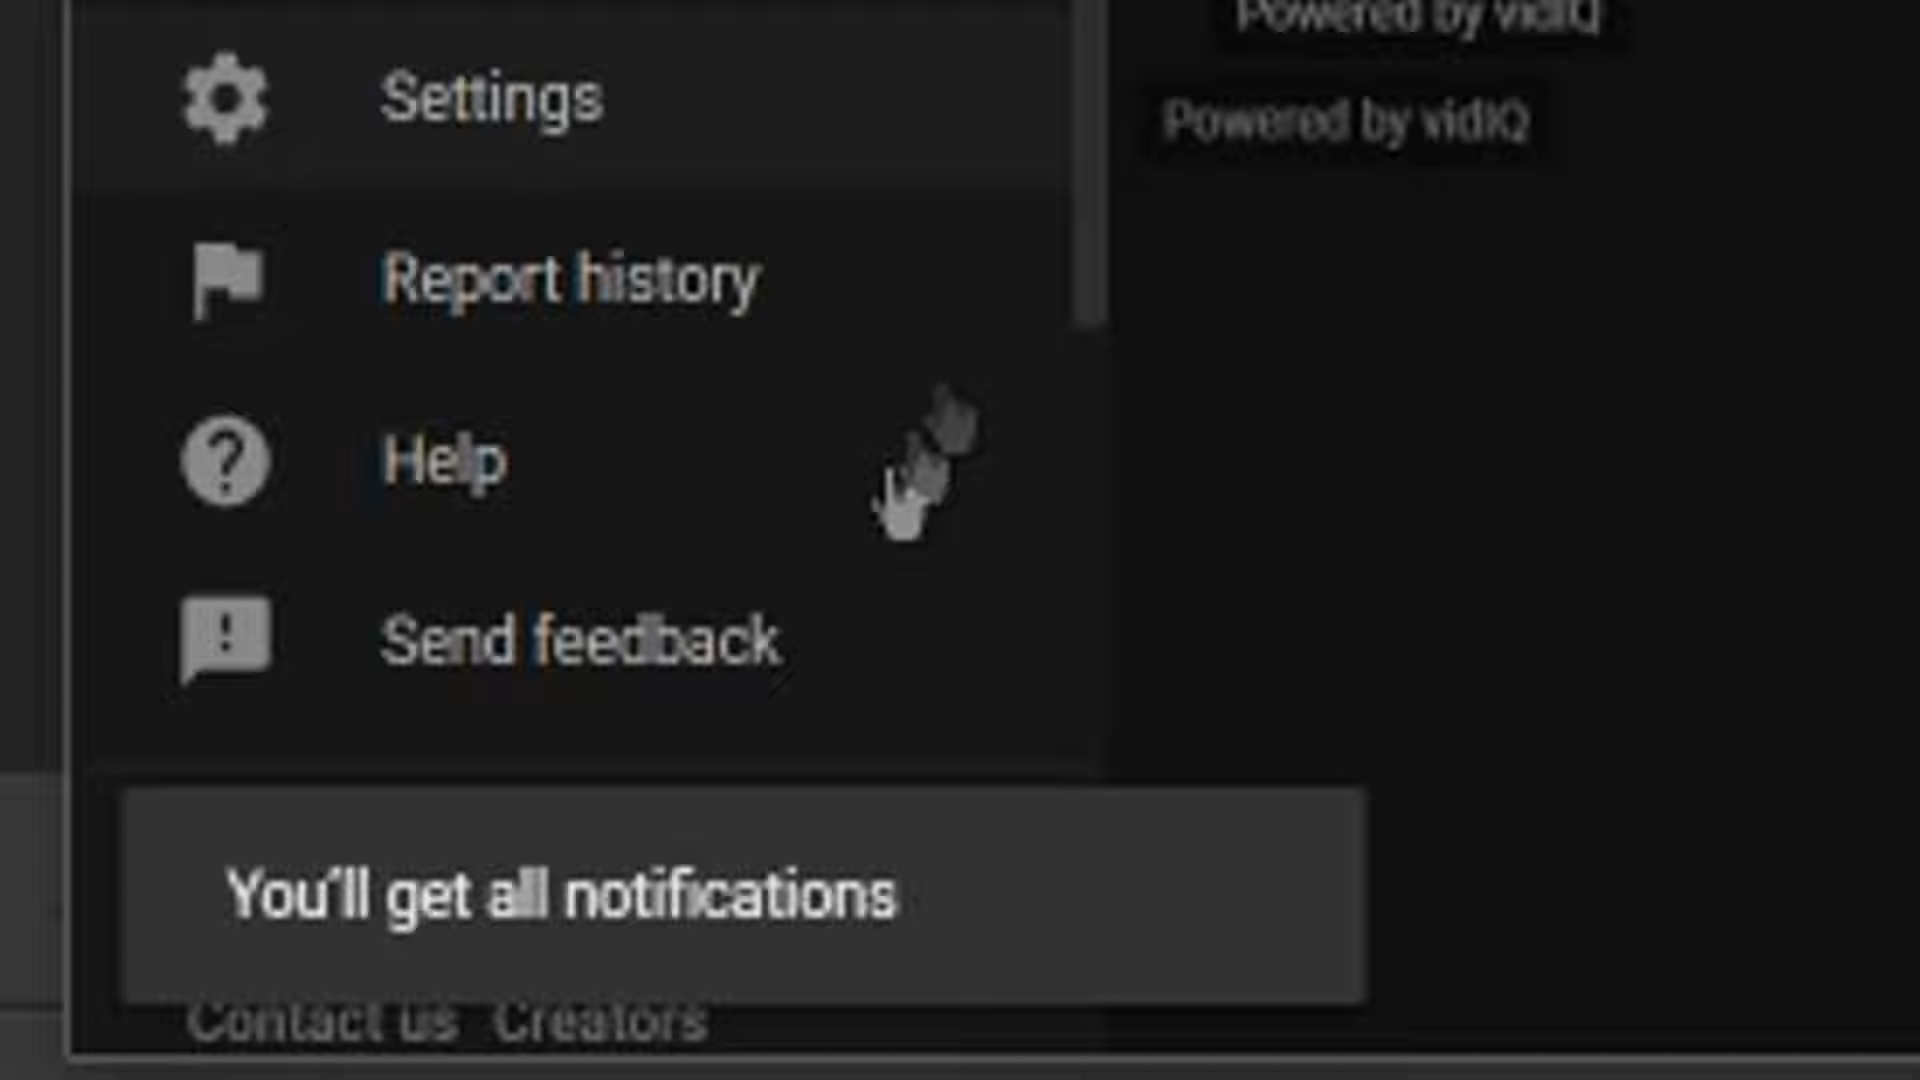 Powered by vidIQ
Settings
Powered by vidIQ
Report history
Help
Send feedback
You'll get all notifications
Contact us Creators